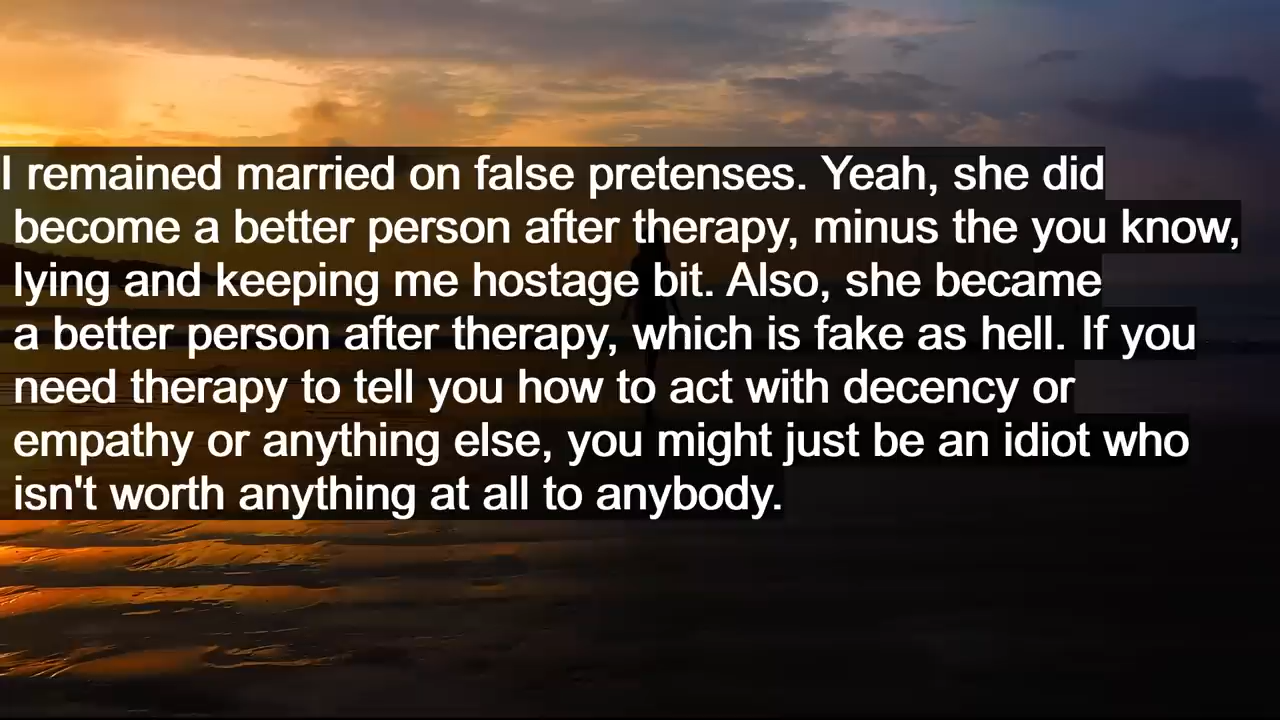 I remained married on false pretenses. Yeah, she did
become a better person after therapy, minus the you know,
lying and keeping me hostage bit. Also, she became
a better person after therapy, which is fake as hell. If you
need therapy to tell you how to act with decency or
empathy or anything else, you might just be an idiot who
isn't worth anything at all to anybody.